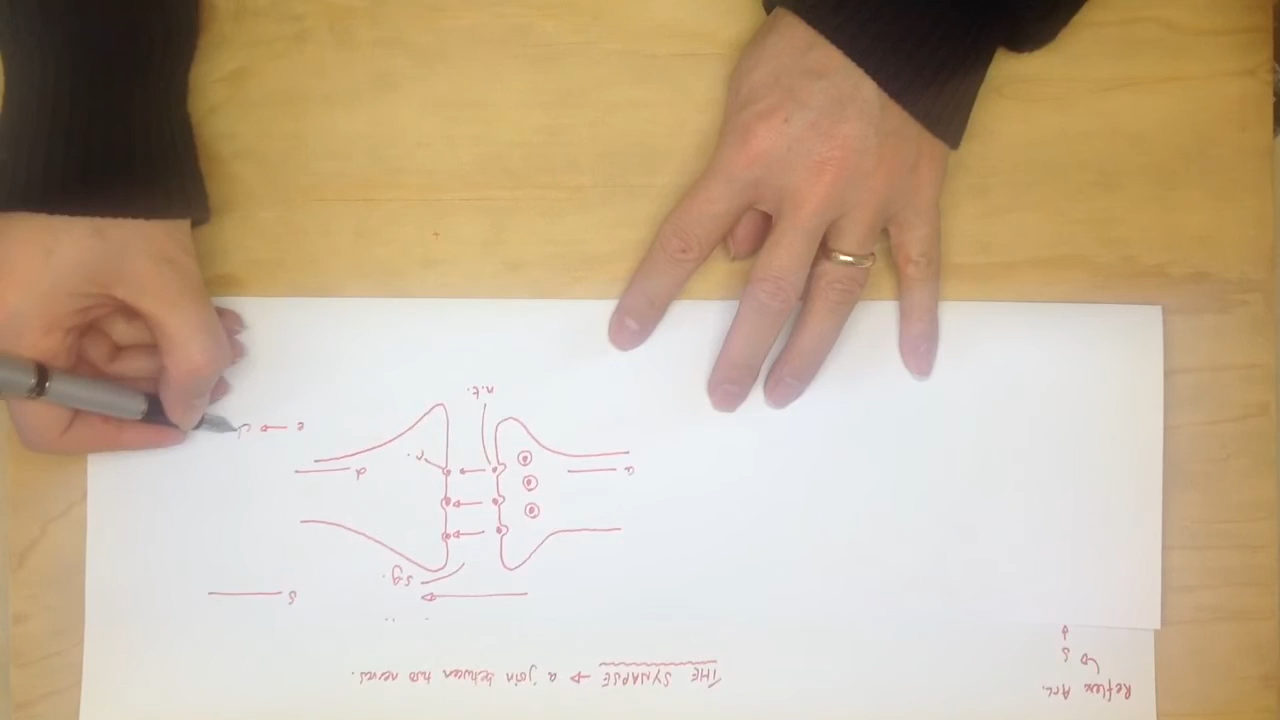 Reflex Arc.
↳ S
↓
THE SYNAPSE → a join between two nerves.
s
s.g.
a
d
r.
n.t.
e →